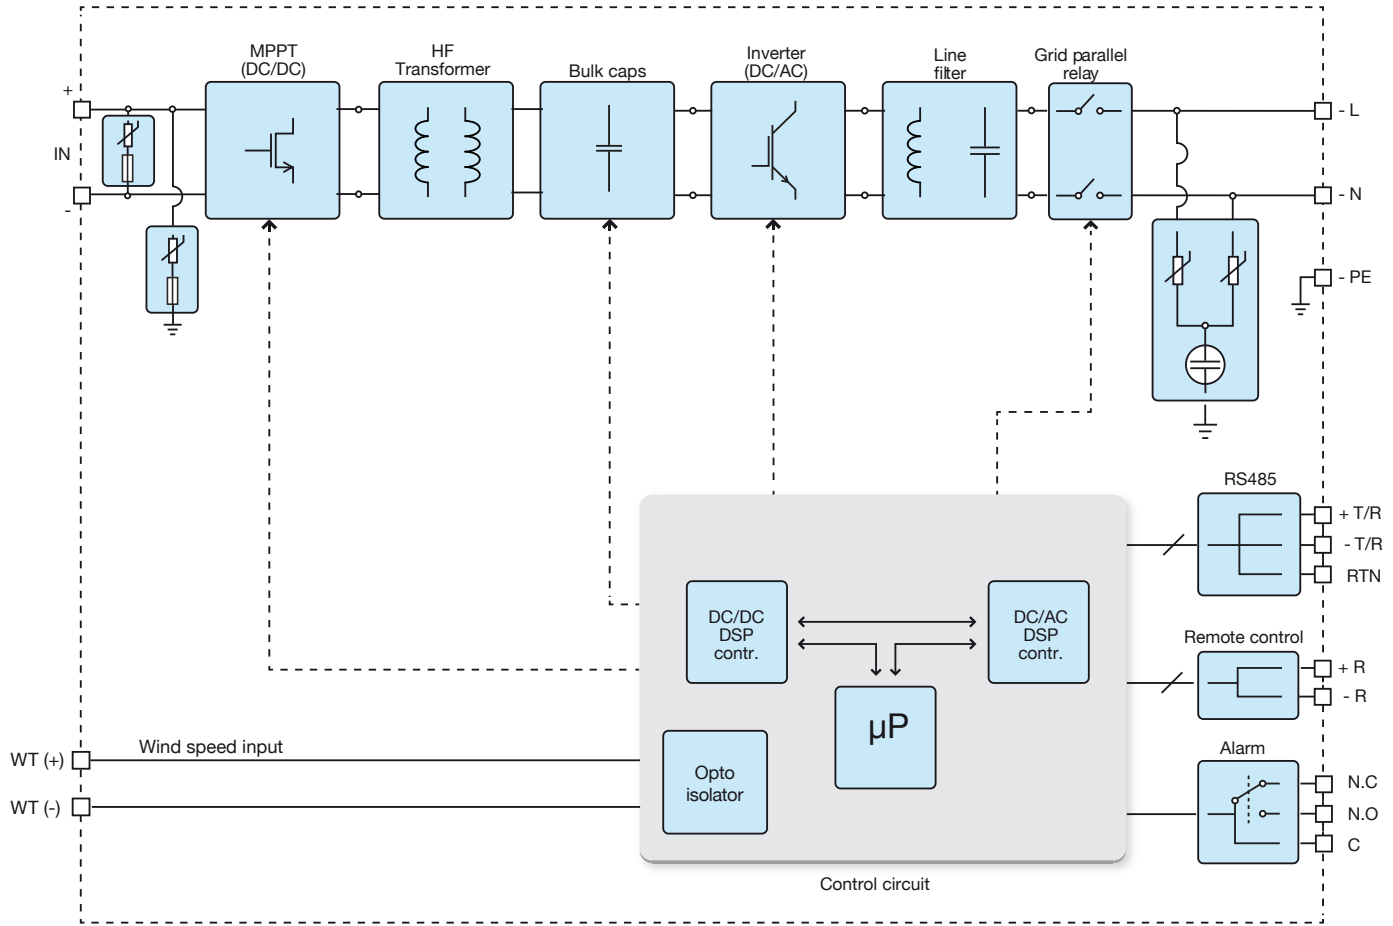 MPPT
(DC/DC)
HF
Transformer
Bulk caps
Inverter
(DC/AC)
Line
filter
Grid parallel
relay
+
IN
-
- L
- N
- PE
RS485
+ T/R
- T/R
RTN
Remote control
+ R
- R
Alarm
N.C
N.O
C
DC/DC
DSP
contr.
DC/AC
DSP
contr.
µP
Opto
isolator
Wind speed input
WT (+)
WT (-)
Control circuit